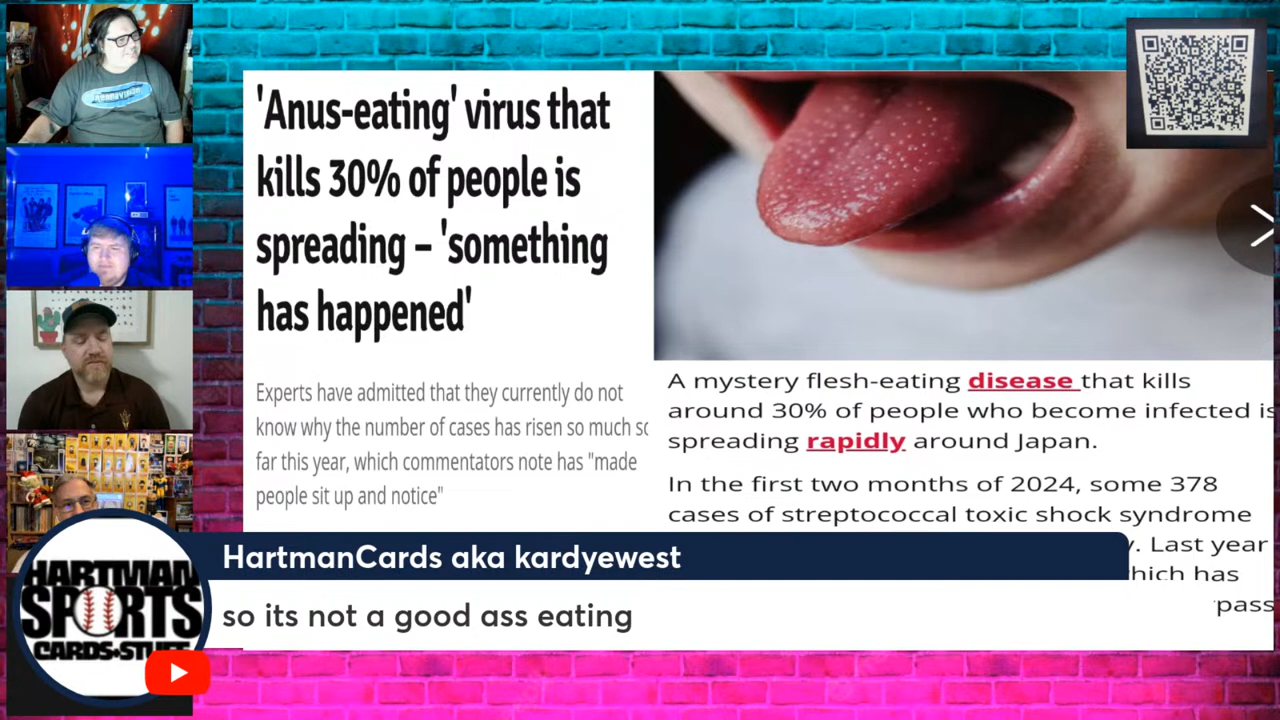 'Anus-eating' virus that
kills 30% of people is
spreading – 'something
has happened'
Experts have admitted that they currently do not
know why the number of cases has risen so much so
far this year, which commentators note has "made
people sit up and notice"
A mystery flesh-eating disease that kills
around 30% of people who become infected is
spreading rapidly around Japan.
In the first two months of 2024, some 378
cases of streptococcal toxic shock syndrome
. Last year
hich has
pass
HartmanCards aka kardyewest
so its not a good ass eating
HARTMAN
SPORTS
CARDS & STUFF